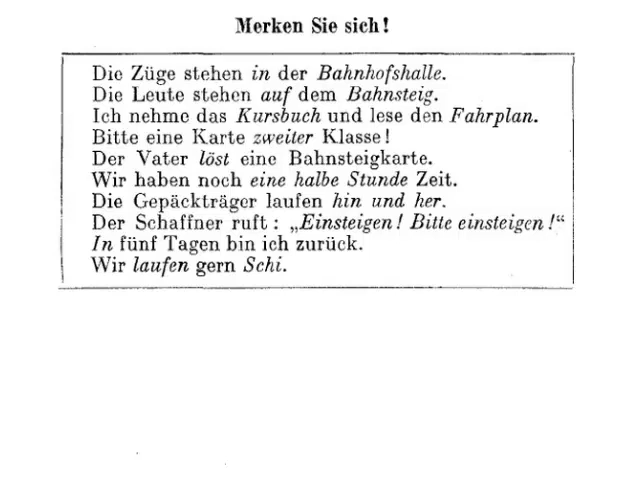 Merken Sie sich!
Die Züge stehen in der Bahnhofshalle.
Die Leute stehen auf dem Bahnsteig.
Ich nehme das Kursbuch und lese den Fahrplan.
Bitte eine Karte zweiter Klasse!
Der Vater löst eine Bahnsteigkarte.
Wir haben noch eine halbe Stunde Zeit.
Die Gepäckträger laufen hin und her.
Der Schaffner ruft: „Einsteigen! Bitte einsteigen!“
In fünf Tagen bin ich zurück.
Wir laufen gern Schi.